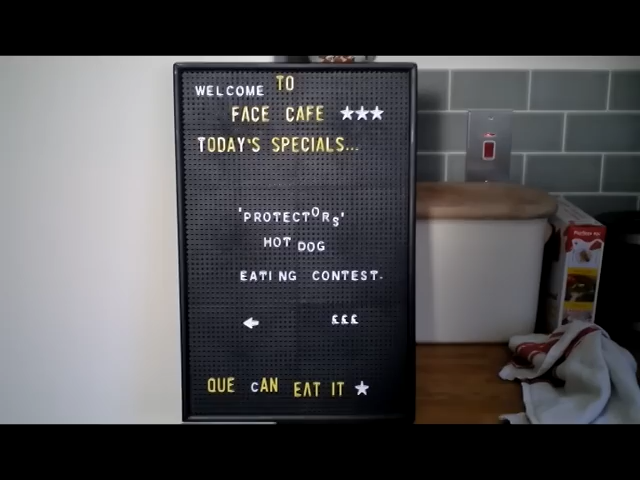 WELCOME TO
FACE CAFE ★★★
TODAY'S SPECIALS...
'PROTECTORS'
HOT DOG
EATING CONTEST.
← £££
QUE CAN EAT IT ★